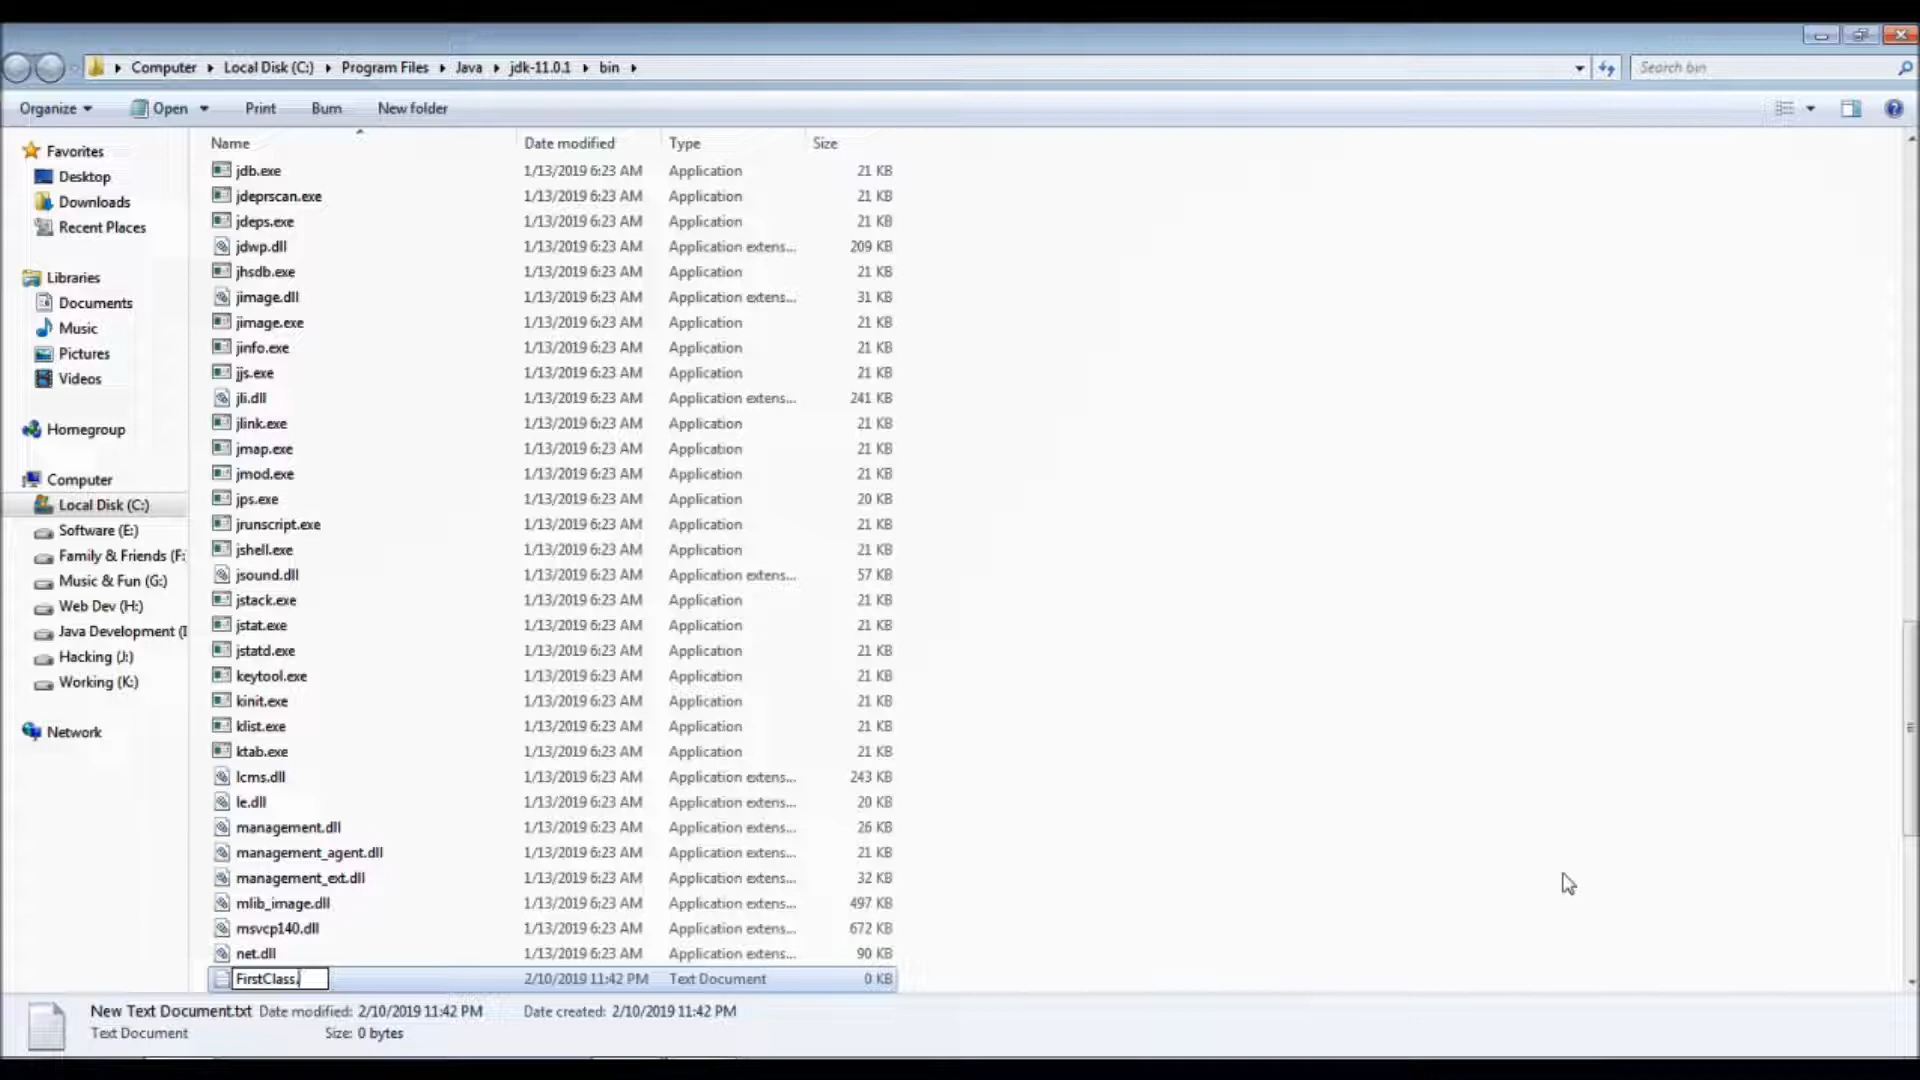 Computer Local Disk (C:) Program Files Java jdk-11.0.1 bin
Search bin
Organize Open Print Burn New folder
Favorites
Desktop
Downloads
Recent Places
Libraries
Documents
Music
Pictures
Videos
Homegroup
Computer
Local Disk (C:)
Software (E:)
Family & Friends (F:
Music & Fun (G:)
Web Dev (H:)
Java Development (I
Hacking (J:)
Working (K:)
Network
Name Date modified Type Size
jdb.exe 1/13/2019 6:23 AM Application 21 KB
jdeprscan.exe 1/13/2019 6:23 AM Application 21 KB
jdeps.exe 1/13/2019 6:23 AM Application 21 KB
jdwp.dll 1/13/2019 6:23 AM Application extens... 209 KB
jhsdb.exe 1/13/2019 6:23 AM Application 21 KB
jimage.dll 1/13/2019 6:23 AM Application extens... 31 KB
jimage.exe 1/13/2019 6:23 AM Application 21 KB
jinfo.exe 1/13/2019 6:23 AM Application 21 KB
jjs.exe 1/13/2019 6:23 AM Application 21 KB
jli.dll 1/13/2019 6:23 AM Application extens... 241 KB
jlink.exe 1/13/2019 6:23 AM Application 21 KB
jmap.exe 1/13/2019 6:23 AM Application 21 KB
jmod.exe 1/13/2019 6:23 AM Application 21 KB
jps.exe 1/13/2019 6:23 AM Application 20 KB
jrunscript.exe 1/13/2019 6:23 AM Application 21 KB
jshell.exe 1/13/2019 6:23 AM Application 21 KB
jsound.dll 1/13/2019 6:23 AM Application extens... 57 KB
jstack.exe 1/13/2019 6:23 AM Application 21 KB
jstat.exe 1/13/2019 6:23 AM Application 21 KB
jstatd.exe 1/13/2019 6:23 AM Application 21 KB
keytool.exe 1/13/2019 6:23 AM Application 21 KB
kinit.exe 1/13/2019 6:23 AM Application 21 KB
klist.exe 1/13/2019 6:23 AM Application 21 KB
ktab.exe 1/13/2019 6:23 AM Application 21 KB
lcms.dll 1/13/2019 6:23 AM Application extens... 243 KB
le.dll 1/13/2019 6:23 AM Application extens... 20 KB
management.dll 1/13/2019 6:23 AM Application extens... 26 KB
management_agent.dll 1/13/2019 6:23 AM Application extens... 21 KB
management_ext.dll 1/13/2019 6:23 AM Application extens... 32 KB
mlib_image.dll 1/13/2019 6:23 AM Application extens... 497 KB
msvcp140.dll 1/13/2019 6:23 AM Application extens... 672 KB
net.dll 1/13/2019 6:23 AM Application extens... 90 KB
FirstClass. 2/10/2019 11:42 PM Text Document 0 KB
New Text Document.txt Date modified: 2/10/2019 11:42 PM Date created: 2/10/2019 11:42 PM
Text Document Size: 0 bytes